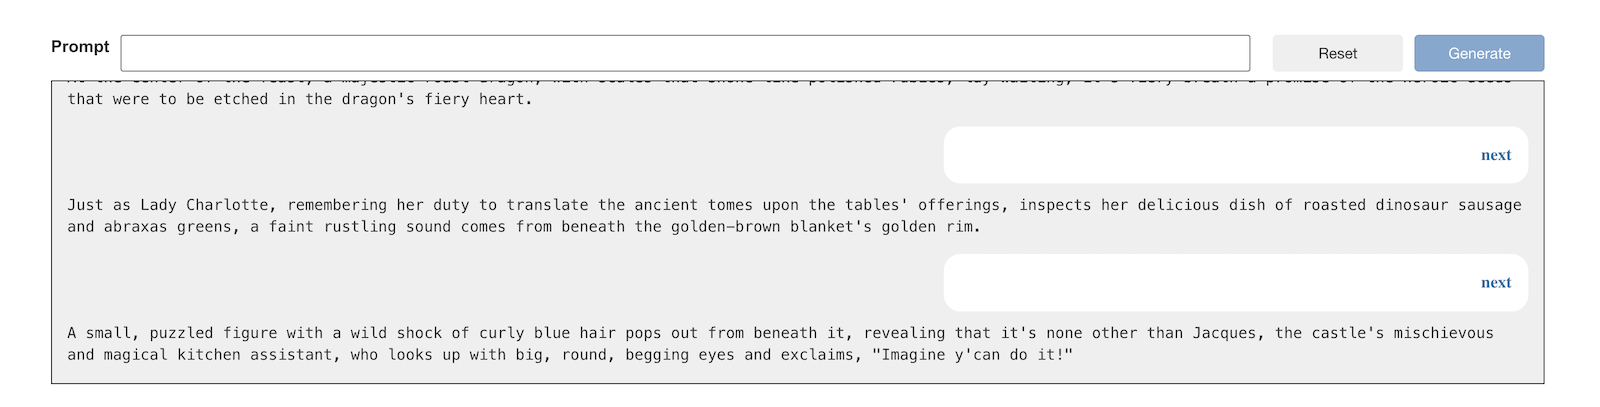 Prompt
Reset
Generate
that were to be etched in the dragon's fiery heart.
next
Just as Lady Charlotte, remembering her duty to translate the ancient tomes upon the tables' offerings, inspects her delicious dish of roasted dinosaur sausage
and abraxas greens, a faint rustling sound comes from beneath the golden-brown blanket's golden rim.
next
A small, puzzled figure with a wild shock of curly blue hair pops out from beneath it, revealing that it's none other than Jacques, the castle's mischievous
and magical kitchen assistant, who looks up with big, round, begging eyes and exclaims, "Imagine y'can do it!"